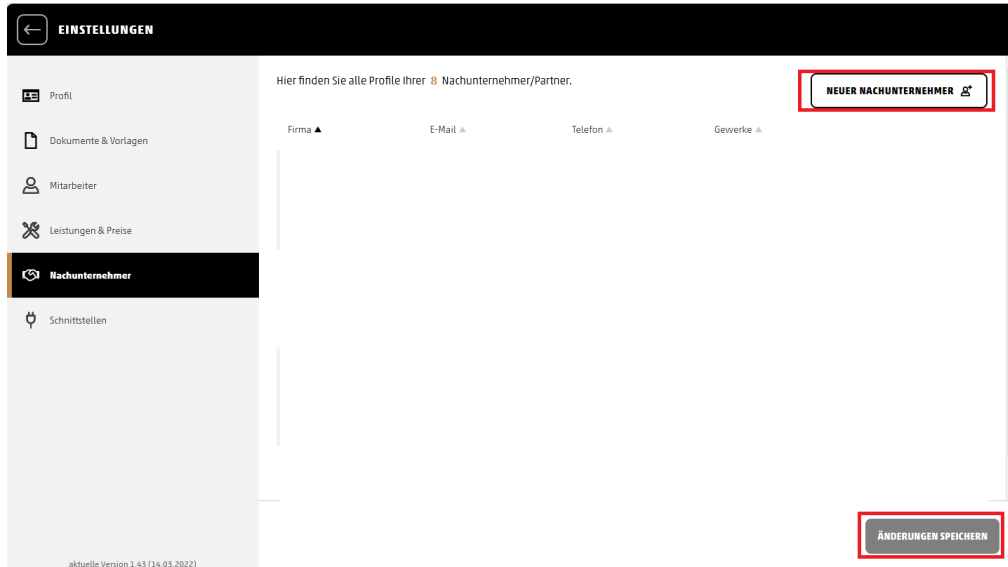 EINSTELLUNGEN
Profil
Dokumente & Vorlagen
Mitarbeiter
Leistungen & Preise
Nachunternehmer
Schnittstellen
aktuelle Version 1.43 (14.03.2022)
Hier finden Sie alle Profile Ihrer 8 Nachunternehmer/Partner.
NEUER NACHUNTERNEHMER
Firma ▲ E-Mail ▲ Telefon ▲ Gewerke ▲
ÄNDERUNGEN SPEICHERN